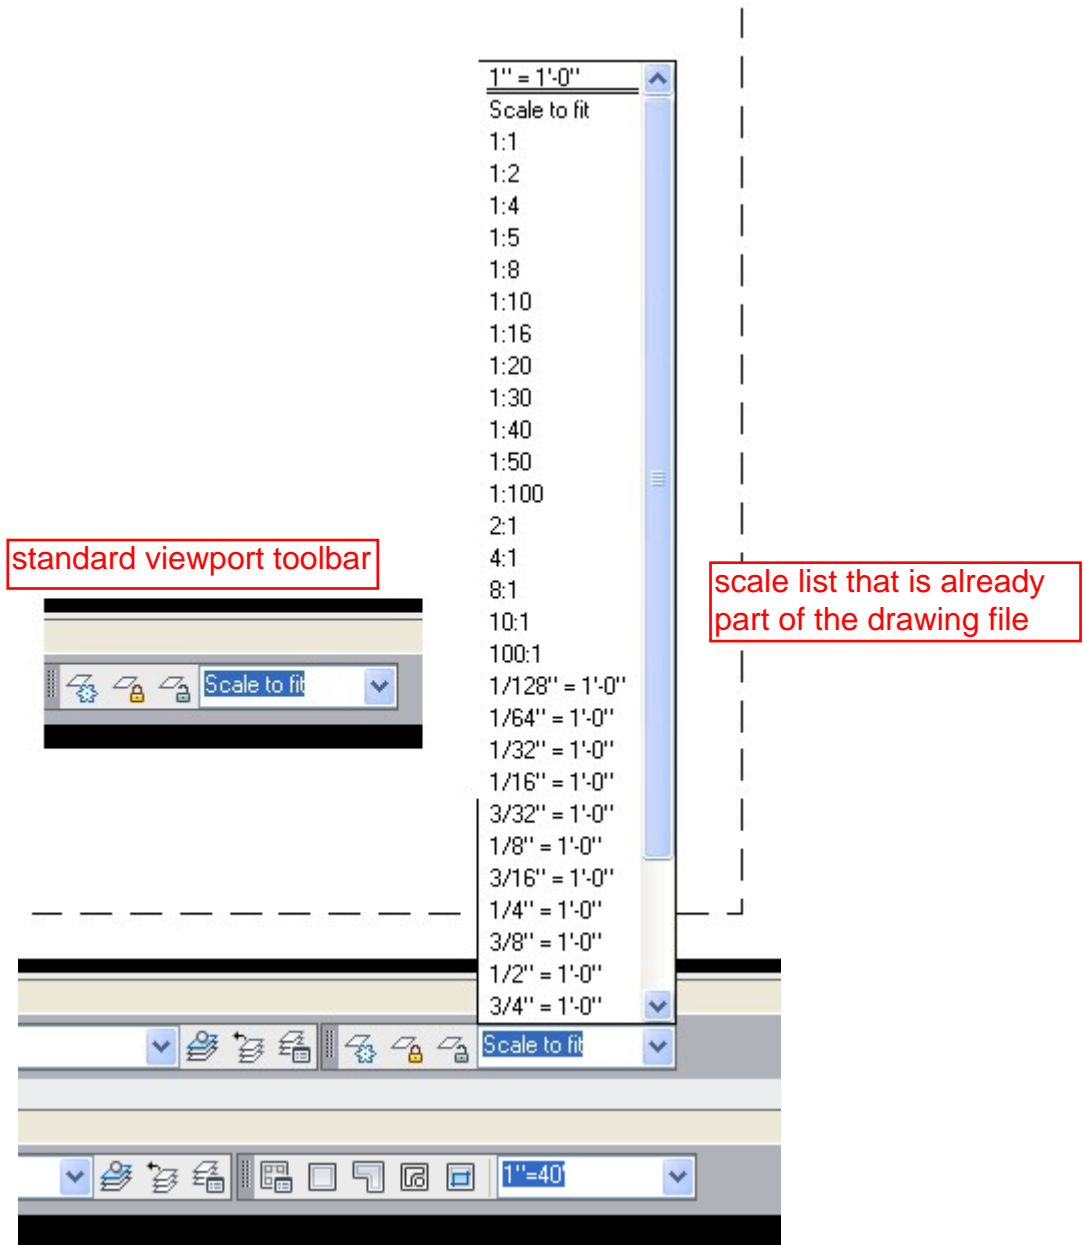 1" = 1'-0"
Scale to fit
1:1
1:2
1:4
1:5
1:8
1:10
1:16
1:20
1:30
1:40
1:50
1:100
2:1
4:1
8:1
10:1
100:1
1/128" = 1'-0"
1/64" = 1'-0"
1/32" = 1'-0"
1/16" = 1'-0"
3/32" = 1'-0"
1/8" = 1'-0"
3/16" = 1'-0"
1/4" = 1'-0"
3/8" = 1'-0"
1/2" = 1'-0"
3/4" = 1'-0"
standard viewport toolbar
Scale to fit
scale list that is already
part of the drawing file
Scale to fit
1"=40'